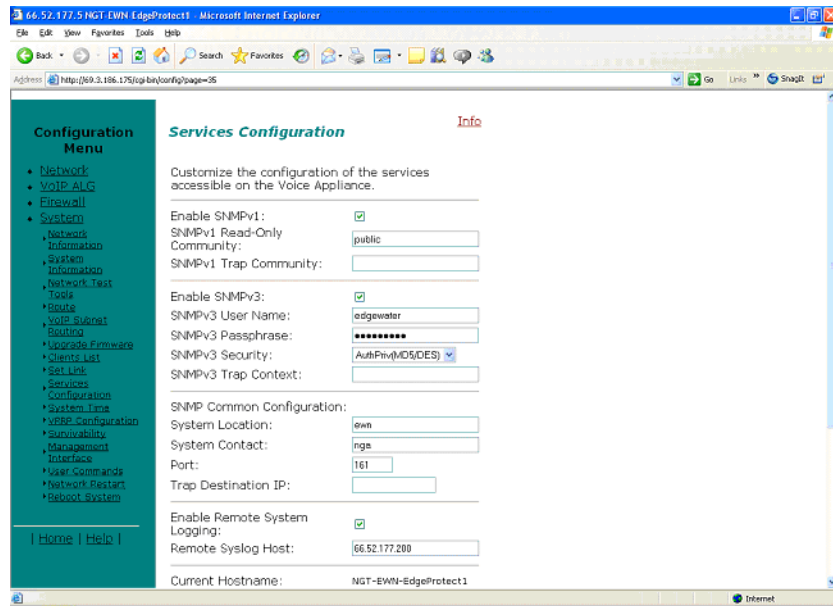 66.52.177.5 NGT-EWN-EdgeProtect1 - Microsoft Internet Explorer
File Edit View Favorites Tools Help
Back Search Favorites
Address http://69.3.186.175/cgi-bin/config?page=35 Go Links » SnagIt
Configuration
Menu
Network
VoIP ALG
Firewall
System
Network
Information
System
Information
Network Test
Tools
Route
VoIP Subnet
Routing
Upgrade Firmware
Clients List
Set Link
Services
Configuration
System Time
VRRP Configuration
Survivability
Management
Interface
User Commands
Network Restart
Reboot System
| Home | Help |
Info
Services Configuration
Customize the configuration of the services
accessible on the Voice Appliance.
Enable SNMPv1:
SNMPv1 Read-Only
Community: public
SNMPv1 Trap Community:
Enable SNMPv3:
SNMPv3 User Name: edgewater
SNMPv3 Passphrase: •••••••••
SNMPv3 Security: AuthPriv(MD5/DES)
SNMPv3 Trap Context:
SNMP Common Configuration:
System Location: ewn
System Contact:
Port: 161
Trap Destination IP:
Enable Remote System
Logging:
Remote Syslog Host: 66.52.177.200
Current Hostname: NGT-EWN-EdgeProtect1
Internet